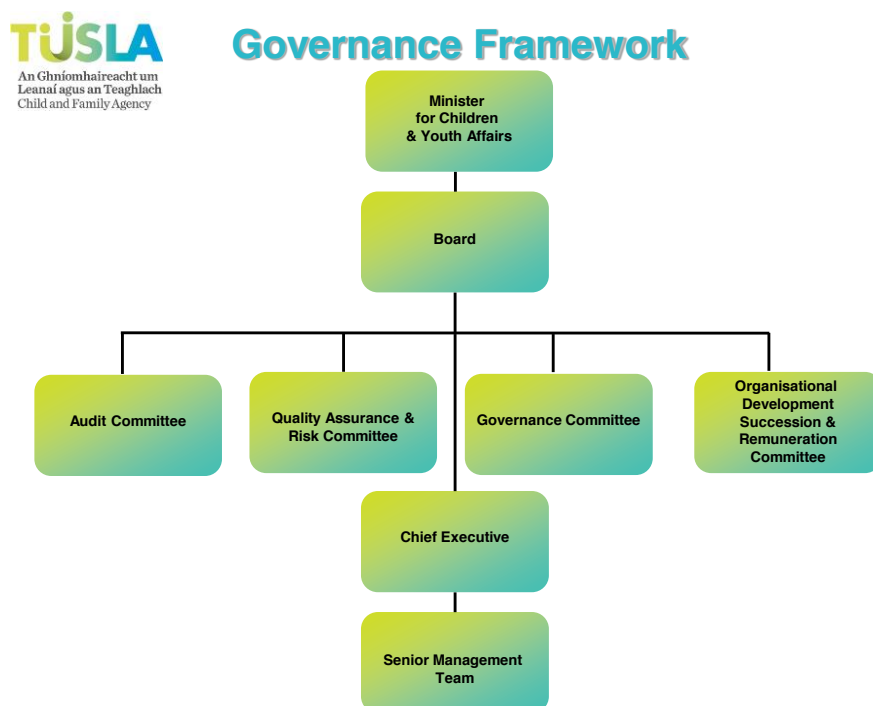 TUSLA
An Ghníomhaireacht um
Leanaí agus an Teaghlach
Child and Family Agency
Governance Framework
Minister
for Children
& Youth Affairs
Board
Audit Committee
Quality Assurance &
Risk Committee
Governance Committee
Organisational
Development
Succession &
Remuneration
Committee
Chief Executive
Senior Management
Team